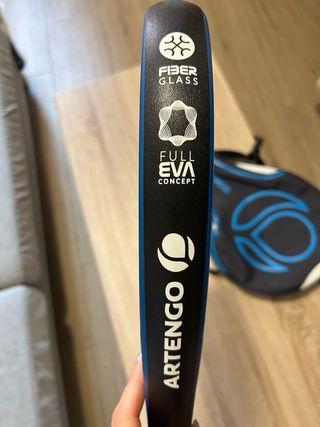 FIBER
GLASS
FULL
EVA
CONCEPT
ARTENGO